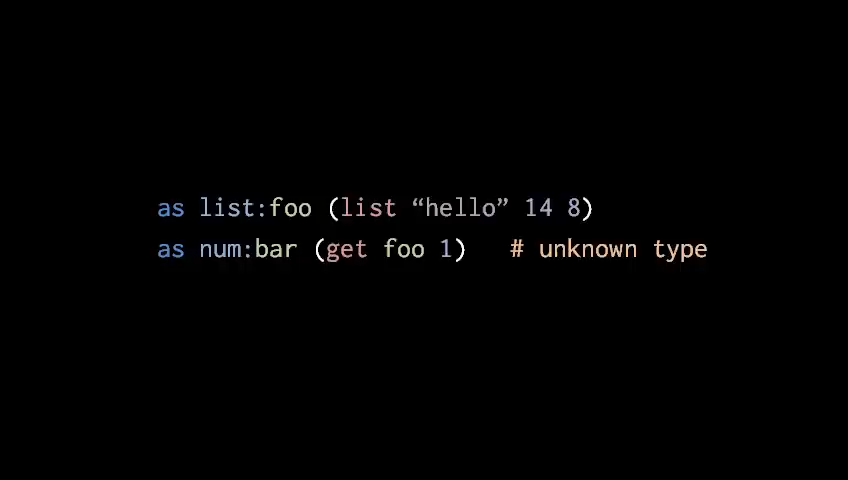 as list:foo (list “hello” 14 8)
as num:bar (get foo 1)   # unknown type